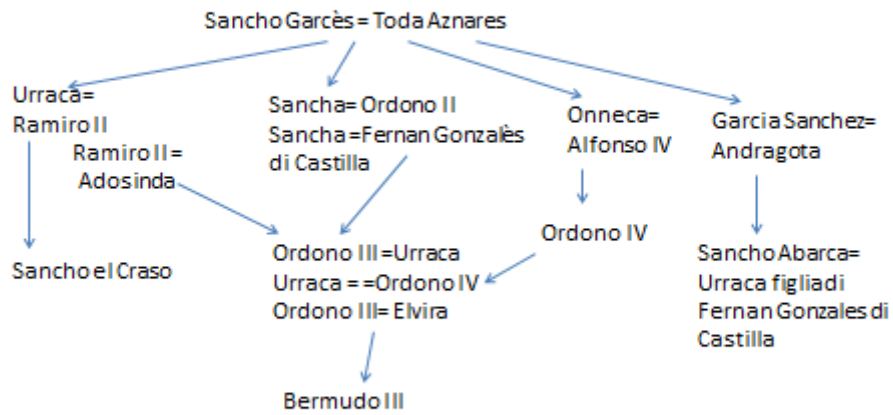 Sancho Garcès= Toda Aznares
Urraca=
Ramiro II
Ramiro II =
Adosinda
Sancha= Ordono II
Sancha =Fernan Gonzalès
di Castilla
Onneca=
Alfonso IV
Garcia Sanchez=
Andragota
Sancho el Craso
Ordono III =Urraca
Urraca ==Ordono IV
Ordono III= Elvira
Ordono IV
Sancho Abarca=
Urraca figlia di
Fernan Gonzales di
Castilla
Bermudo III